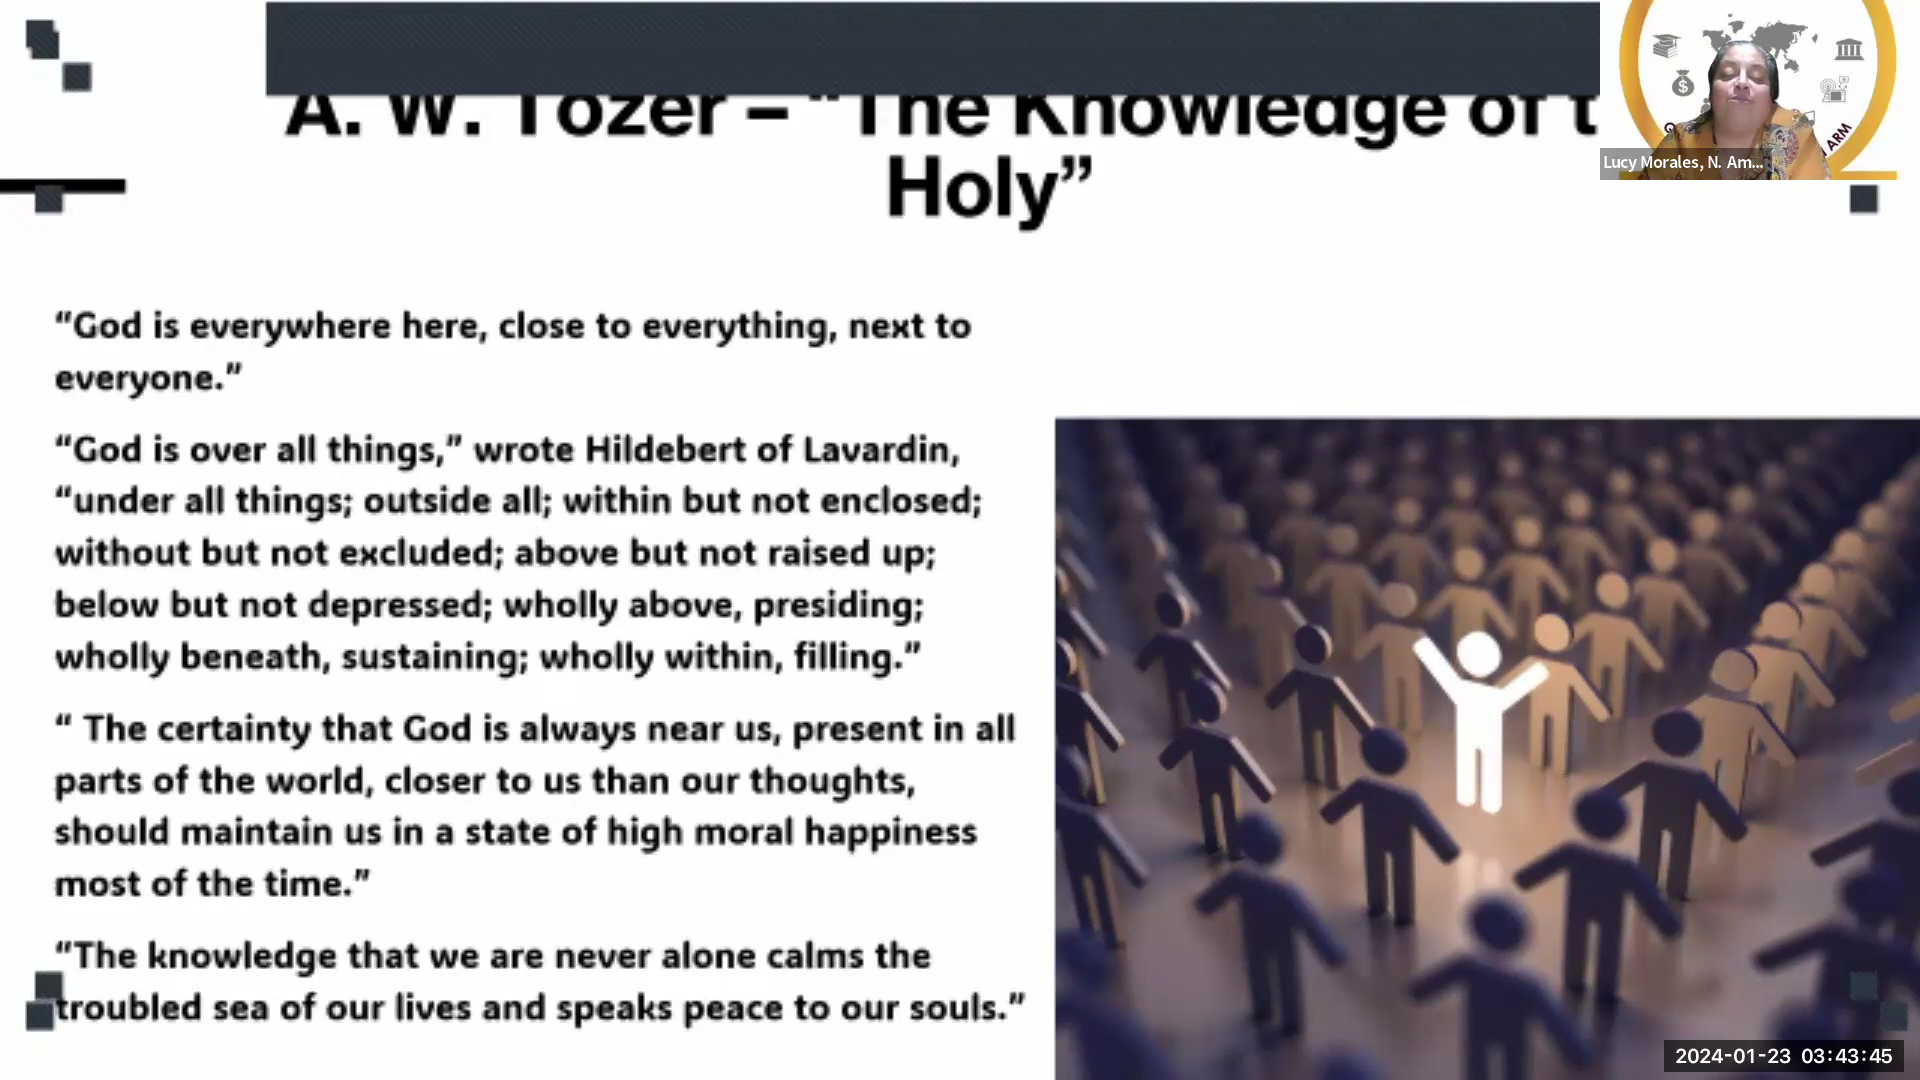 A. W. Tozer – “The Knowledge of t
Holy”
“God is everywhere here, close to everything, next to
everyone.”
“God is over all things,” wrote Hildebert of Lavardin,
“under all things; outside all; within but not enclosed;
without but not excluded; above but not raised up;
below but not depressed; wholly above, presiding;
wholly beneath, sustaining; wholly within, filling.”
“ The certainty that God is always near us, present in all
parts of the world, closer to us than our thoughts,
should maintain us in a state of high moral happiness
most of the time.”
“The knowledge that we are never alone calms the
troubled sea of our lives and speaks peace to our souls.”
ARM
Lucy Morales, N. Am...
2024-01-23 03:43:45